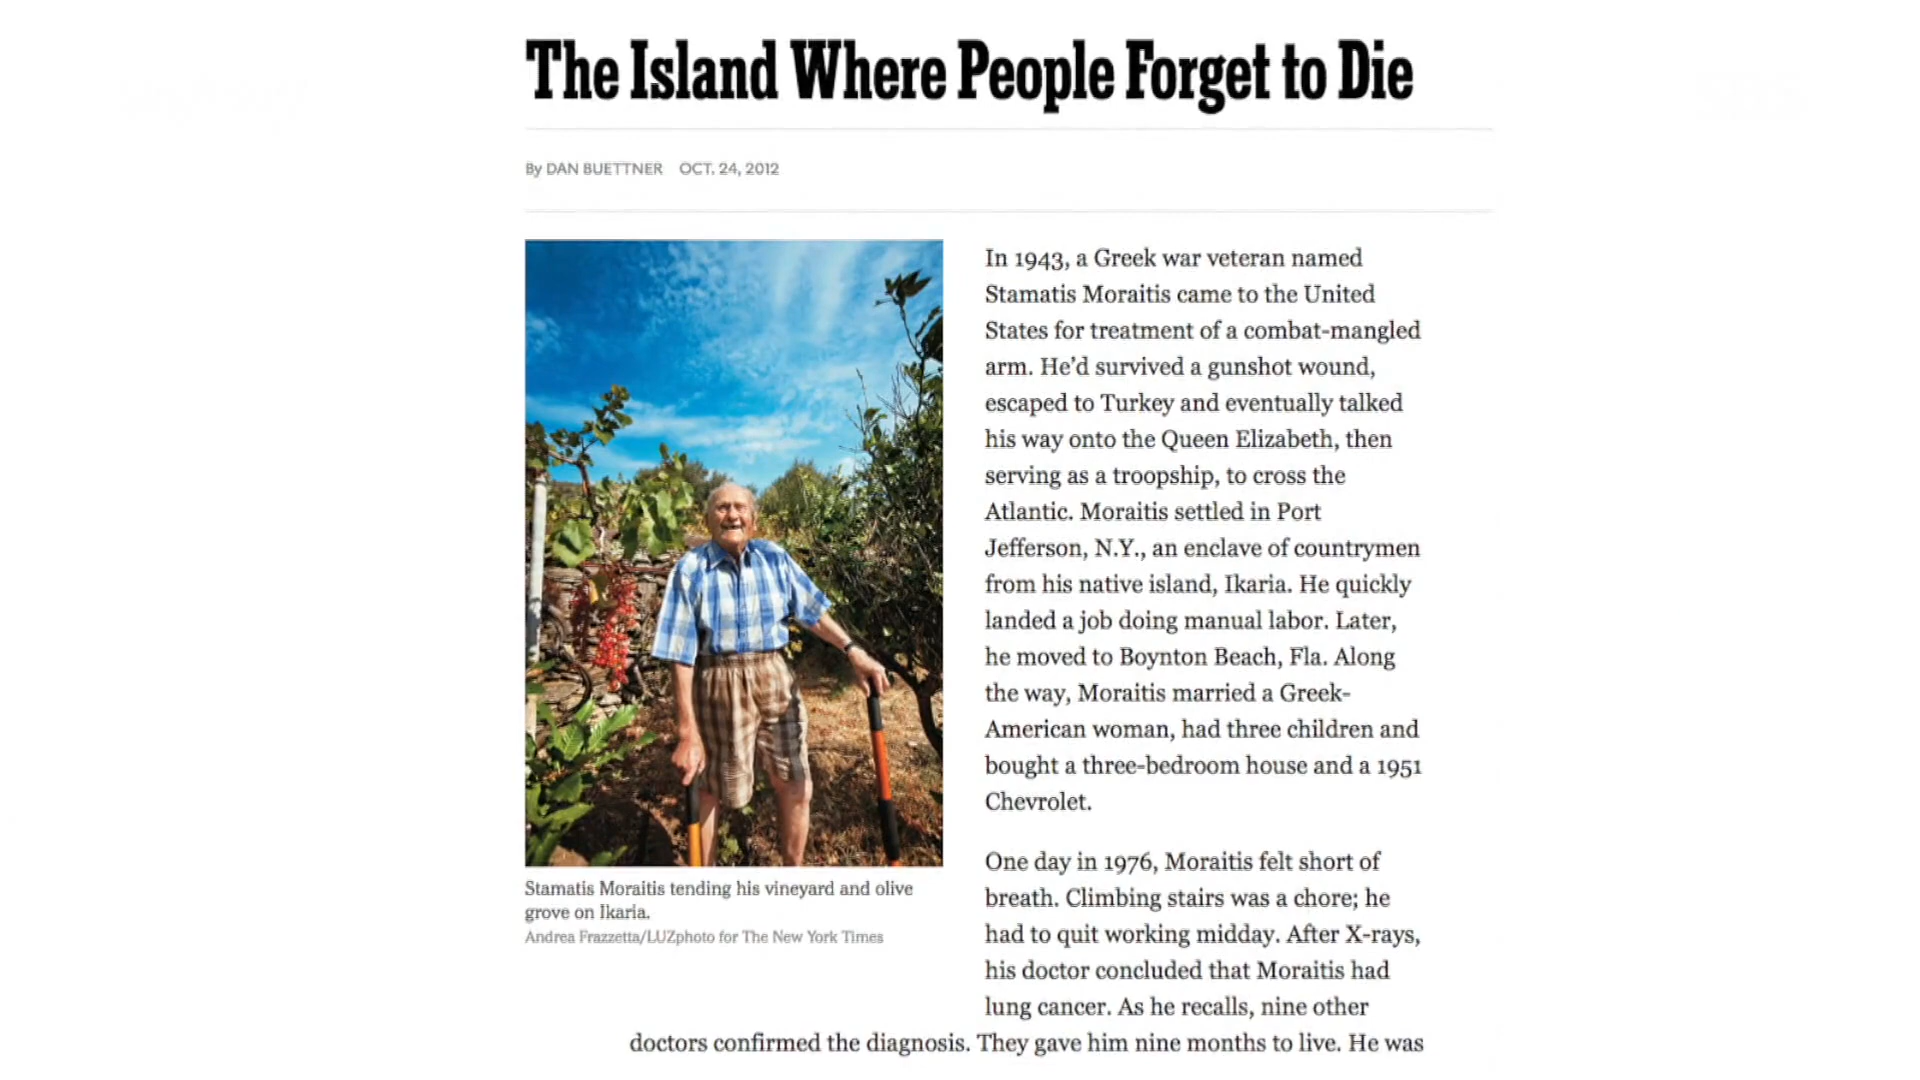 The Island Where People Forget to Die
By DAN BUETTNER OCT. 24, 2012
In 1943, a Greek war veteran named
Stamatis Moraitis came to the United
States for treatment of a combat-mangled
arm. He’d survived a gunshot wound,
escaped to Turkey and eventually talked
his way onto the Queen Elizabeth, then
serving as a troopship, to cross the
Atlantic. Moraitis settled in Port
Jefferson, N.Y., an enclave of countrymen
from his native island, Ikaria. He quickly
landed a job doing manual labor. Later,
he moved to Boynton Beach, Fla. Along
the way, Moraitis married a Greek-
American woman, had three children and
bought a three-bedroom house and a 1951
Chevrolet.
One day in 1976, Moraitis felt short of
breath. Climbing stairs was a chore; he
had to quit working midday. After X-rays,
his doctor concluded that Moraitis had
lung cancer. As he recalls, nine other
doctors confirmed the diagnosis. They gave him nine months to live. He was
Stamatis Moraitis tending his vineyard and olive
grove on Ikaria.
Andrea Frazzetta/LUZphoto for The New York Times